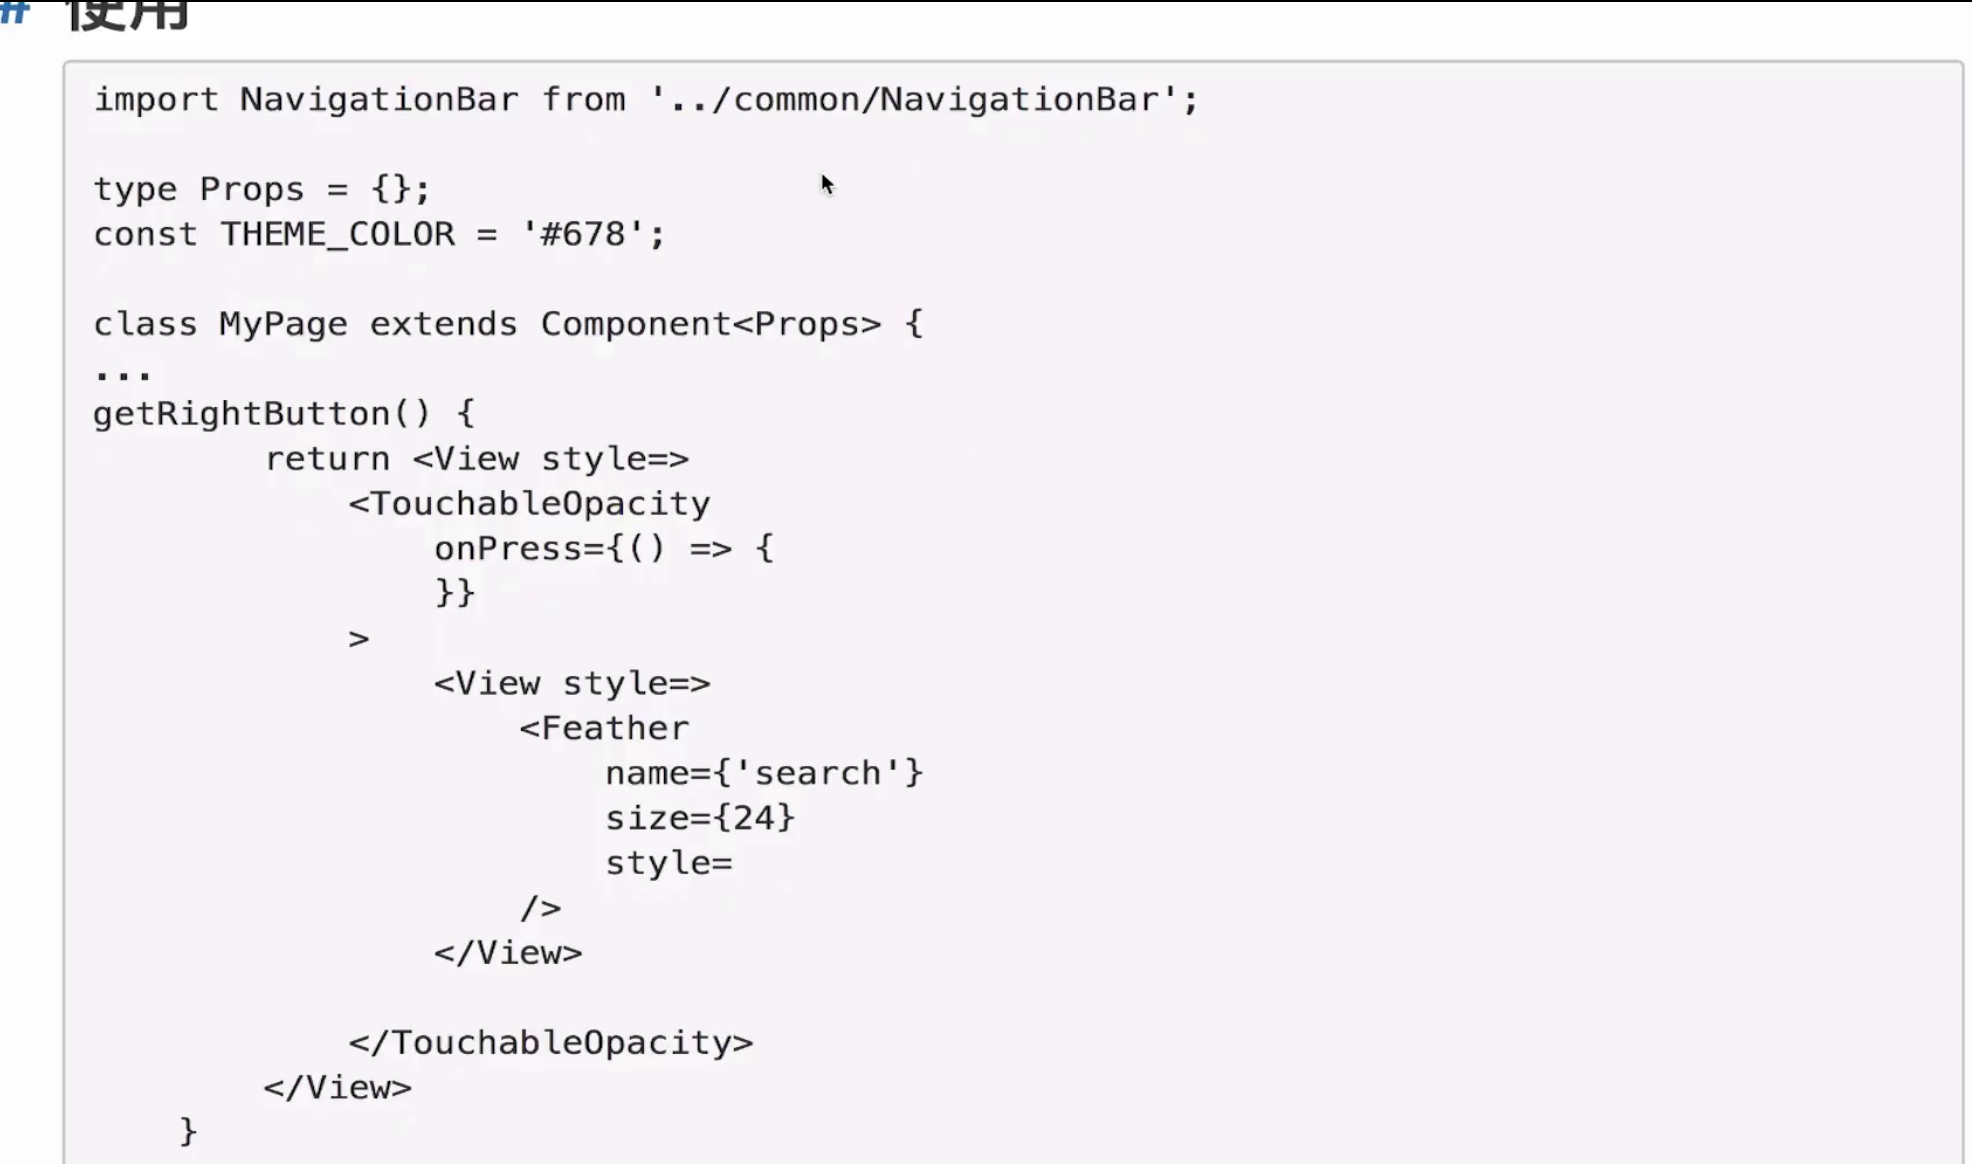 # 使用
import NavigationBar from '../common/NavigationBar';
type Props = {};
const THEME_COLOR = '#678';
class MyPage extends Component<Props> {
...
getRightButton() {
return <View style=>
<TouchableOpacity
onPress={() => {
}}
>
<View style=>
<Feather
name={'search'}
size={24}
style=
/>
</View>
</TouchableOpacity>
</View>
}